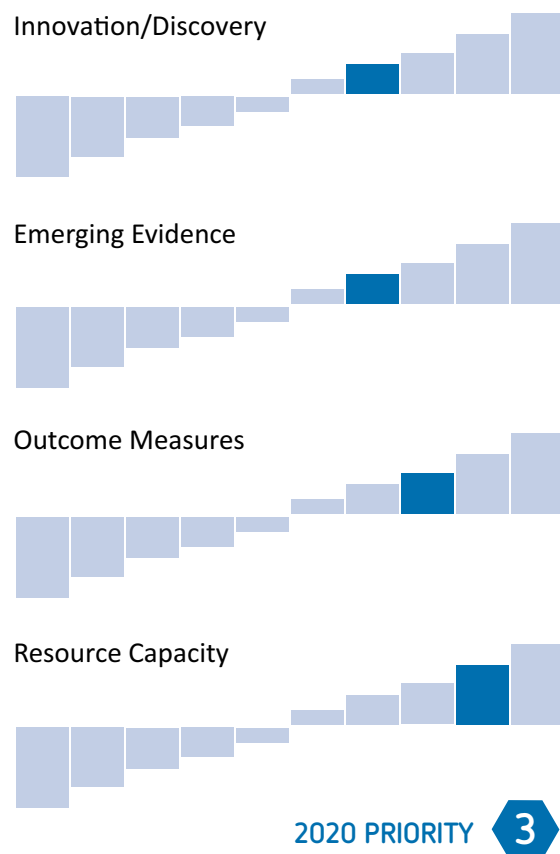 Innovation/Discovery
Emerging Evidence
Outcome Measures
Resource Capacity
2020 PRIORITY 3